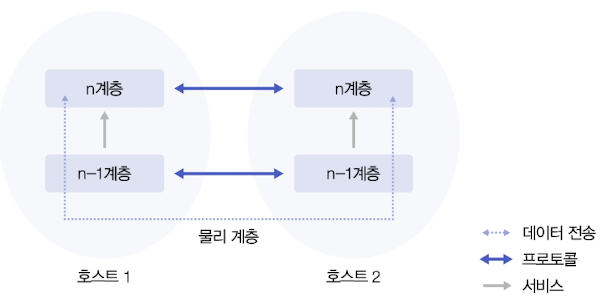 n계층
n계층
n-1계층
n-1계층
물리 계층
데이터 전송
프로토콜
서비스
호스트 1
호스트 2